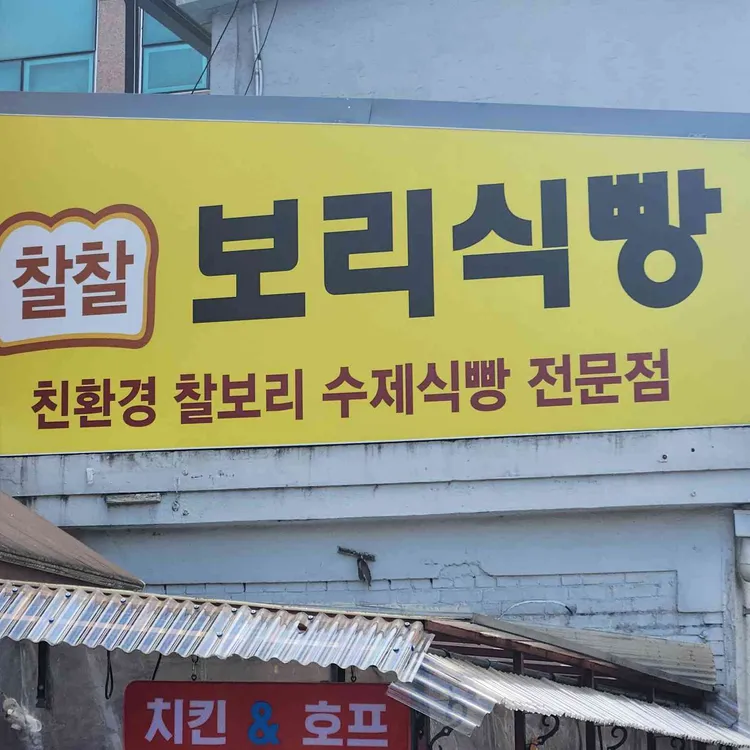 찰찰 보리식빵
친환경 찰보리 수제식빵 전문점
치킨 & 호프